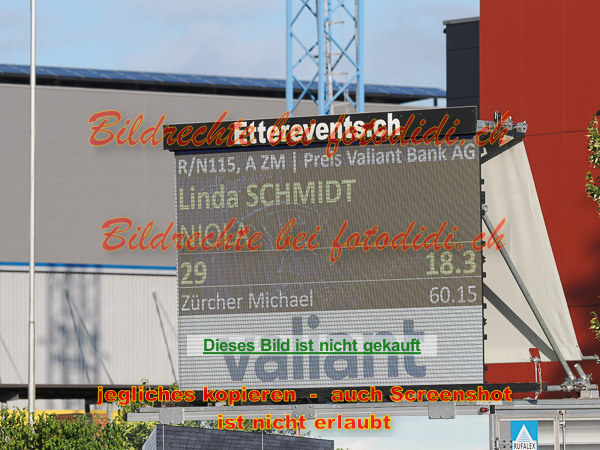 Bildrechte bei fotodidi.ch
Etterevents.ch
R/N115, A ZM | Preis Valiant Bank AG
Linda SCHMIDT
Bildrechte bei fotodidi.ch
29 18.3
Zürcher Michael 60.15
valiant
Dieses Bild ist nicht gekauft
jegliches kopieren - auch Screenshot
ist nicht erlaubt
RUFALEX